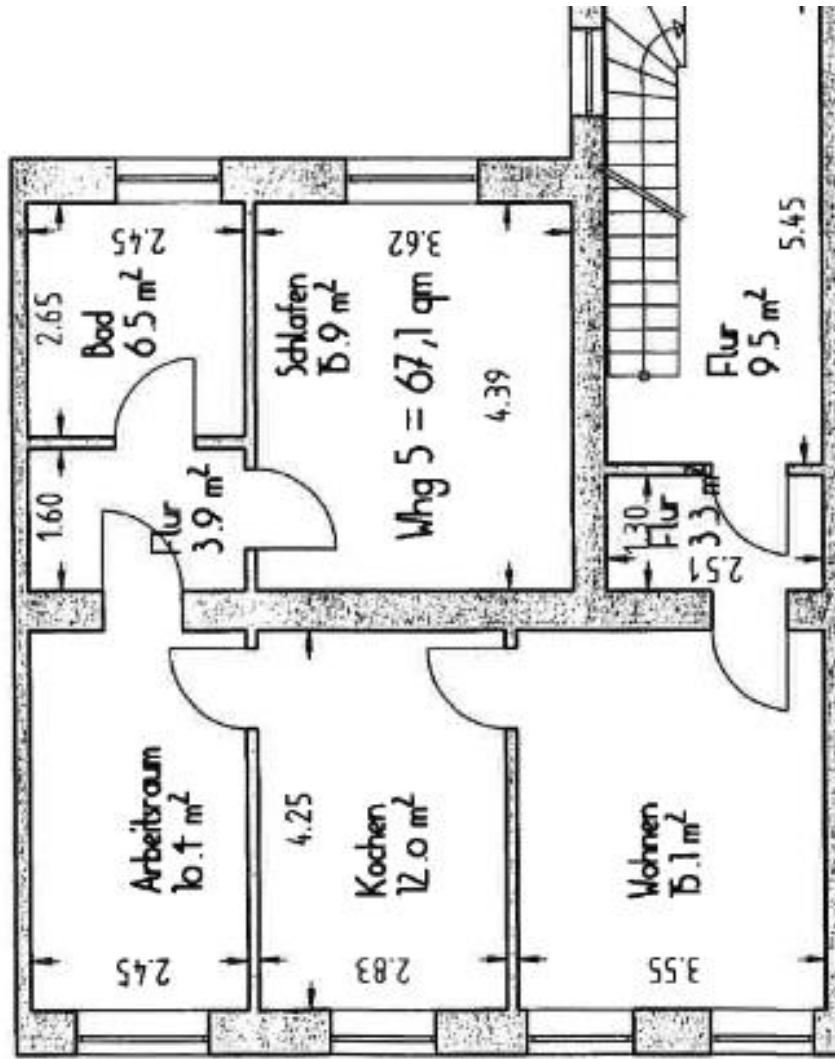 2.45
2.65
Bad
6.5 m²
3.62
Schlafen
15.9 m²
4.39
Whg 5 = 67,1 qm
5.45
Flur
9.5 m²
1.60
Flur
3.9 m²
1.30
Flur
3.3 m²
2.51
Arbeitsraum
10.4 m²
2.45
4.25
Kochen
12.0 m²
2.83
Wohnen
15.1 m²
3.55